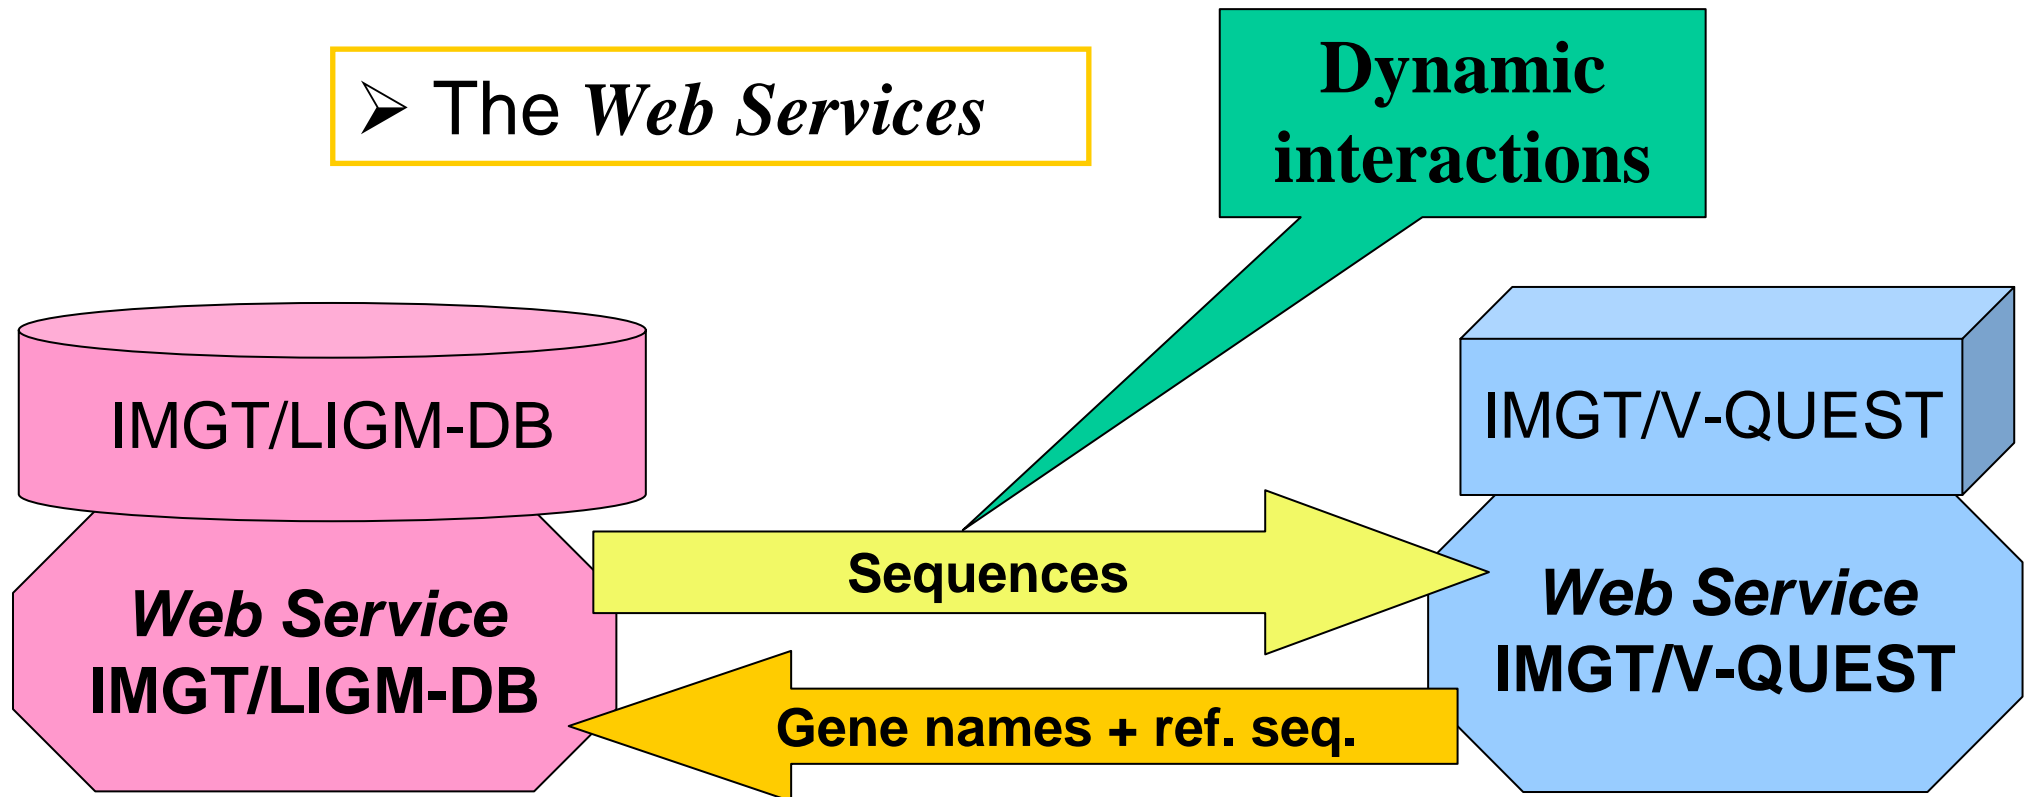 ➢ The Web Services
Dynamic
interactions
IMGT/LIGM-DB
IMGT/V-QUEST
Sequences
Web Service
IMGT/LIGM-DB
Web Service
IMGT/V-QUEST
Gene names + ref. seq.